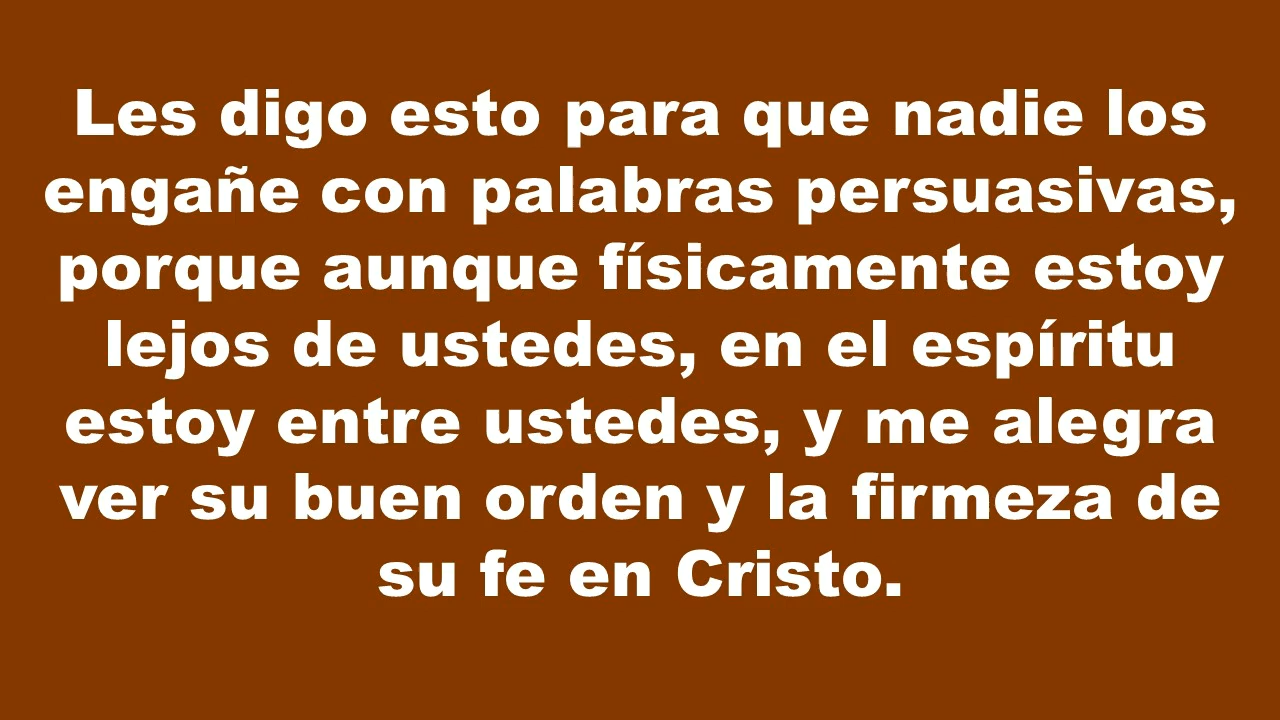 Les digo esto para que nadie los
engañe con palabras persuasivas,
porque aunque físicamente estoy
lejos de ustedes, en el espíritu
estoy entre ustedes, y me alegra
ver su buen orden y la firmeza de
su fe en Cristo.